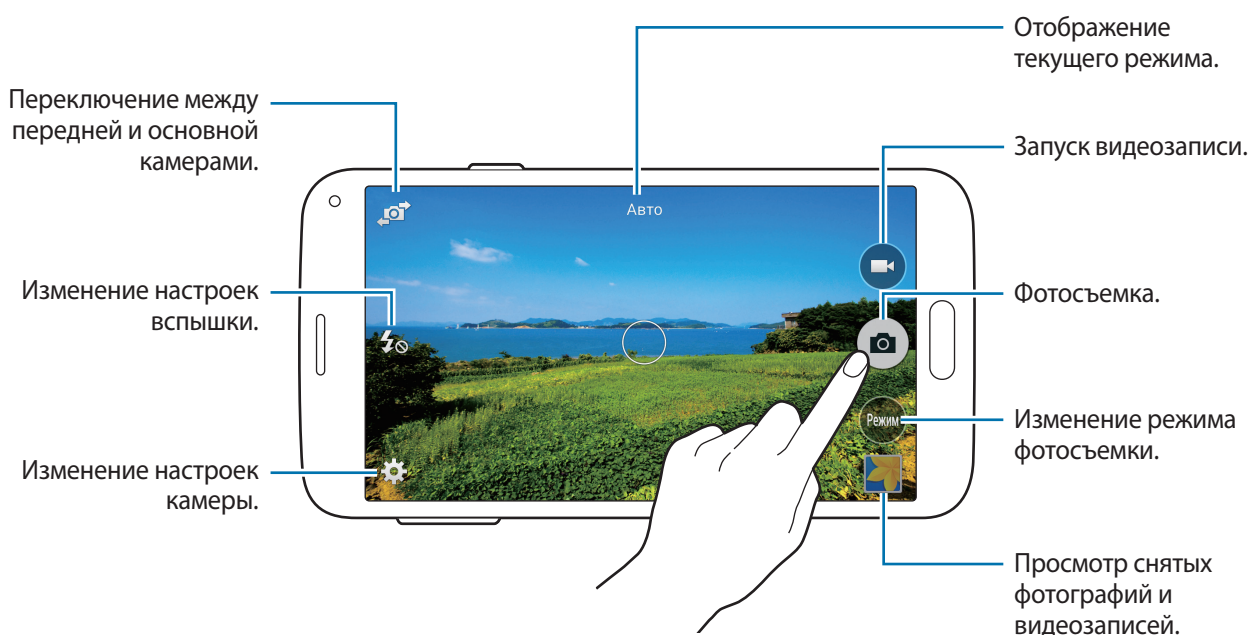 Отображение
текущего режима.
Переключение между
передней и основной
камерами.
Запуск видеозаписи.
Авто
Изменение настроек
вспышки.
Фотосъемка.
Режим
Изменение режима
фотосъемки.
Изменение настроек
камеры.
Просмотр снятых
фотографий и
видеозаписей.